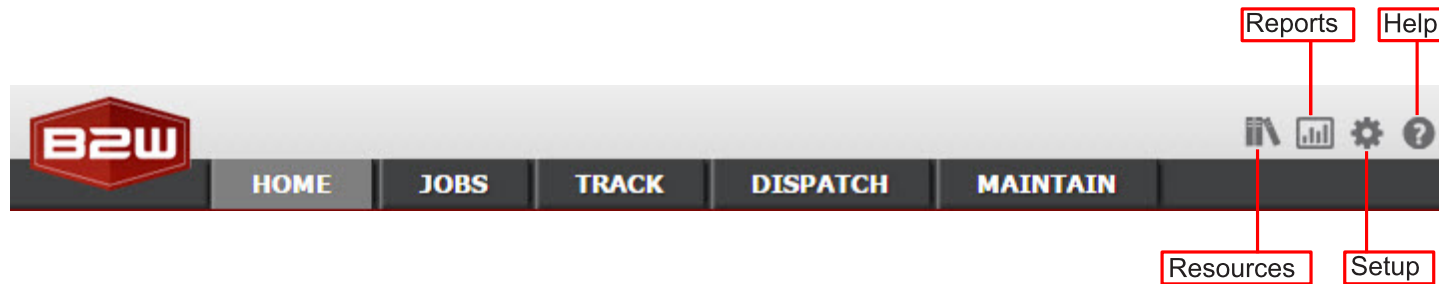 Reports Help
B2W
HOME JOBS TRACK DISPATCH MAINTAIN
Resources Setup